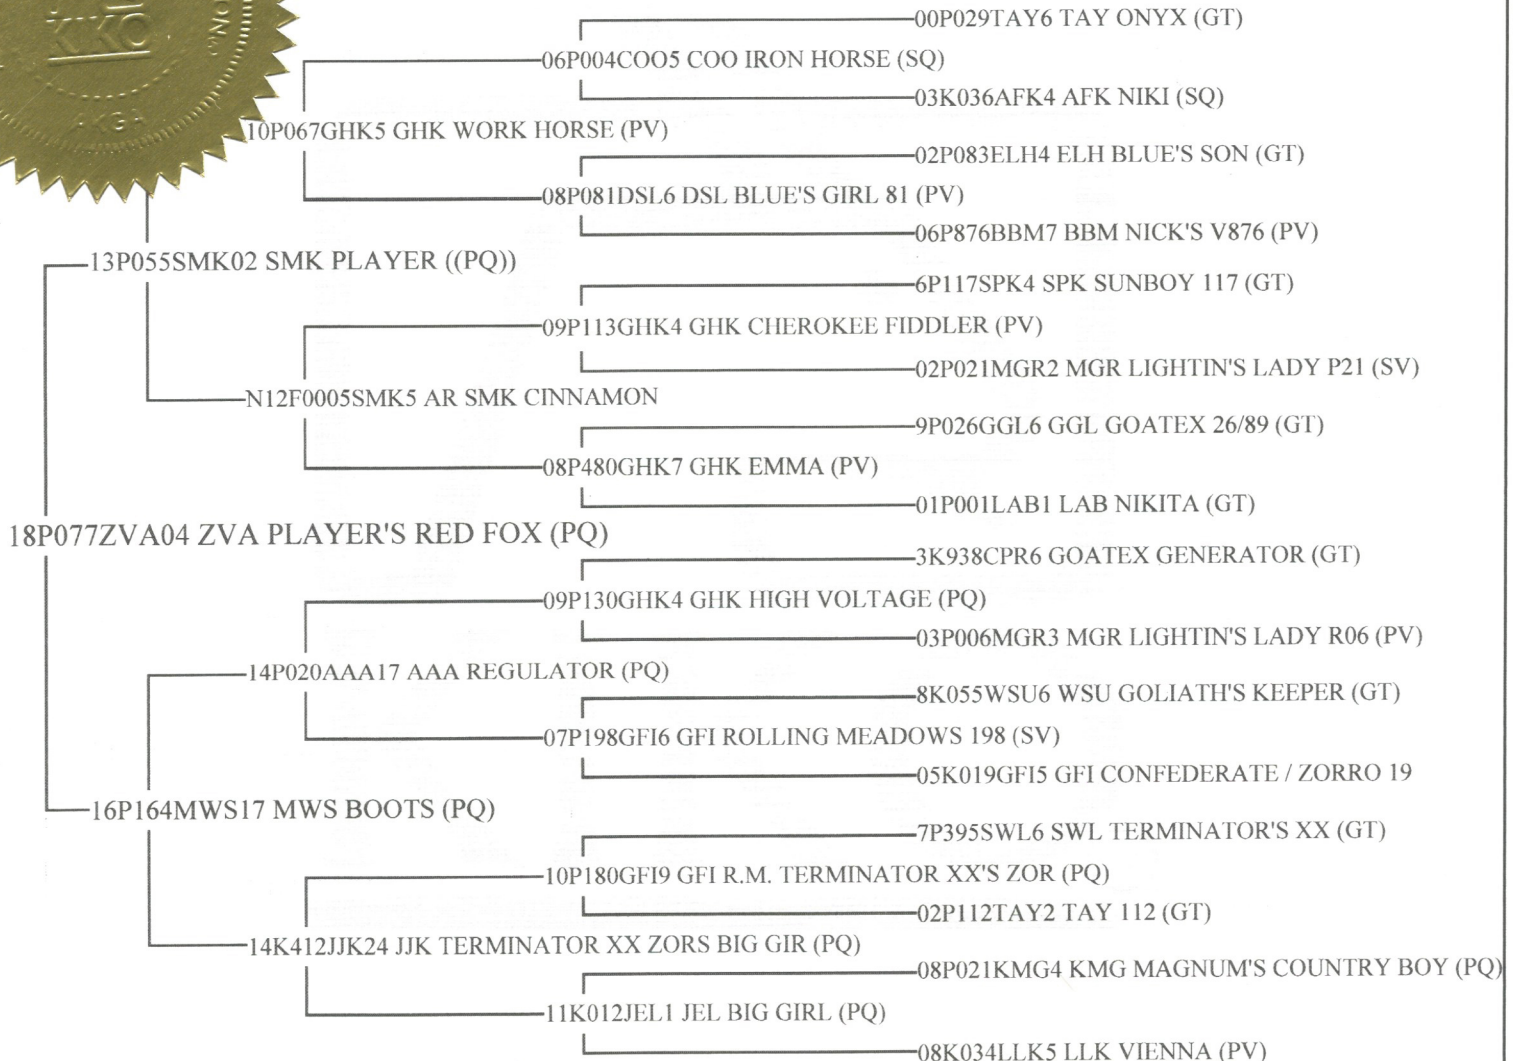 KIKO
AKGA
00P029TAY6 TAY ONYX (GT)
06P004COO5 COO IRON HORSE (SQ)
03K036AFK4 AFK NIKI (SQ)
10P067GHK5 GHK WORK HORSE (PV)
02P083ELH4 ELH BLUE'S SON (GT)
08P081DSL6 DSL BLUE'S GIRL 81 (PV)
06P876BBM7 BBM NICK'S V876 (PV)
13P055SMK02 SMK PLAYER ((PQ))
6P117SPK4 SPK SUNBOY 117 (GT)
09P113GHK4 GHK CHEROKEE FIDDLER (PV)
02P021MGR2 MGR LIGHTIN'S LADY P21 (SV)
N12F0005SMK5 AR SMK CINNAMON
9P026GGL6 GGL GOATEX 26/89 (GT)
08P480GHK7 GHK EMMA (PV)
01P001LAB1 LAB NIKITA (GT)
18P077ZVA04 ZVA PLAYER'S RED FOX (PQ)
3K938CPR6 GOATEX GENERATOR (GT)
09P130GHK4 GHK HIGH VOLTAGE (PQ)
03P006MGR3 MGR LIGHTIN'S LADY R06 (PV)
14P020AAA17 AAA REGULATOR (PQ)
8K055WSU6 WSU GOLIATH'S KEEPER (GT)
07P198GFI6 GFI ROLLING MEADOWS 198 (SV)
05K019GFI5 GFI CONFEDERATE / ZORRO 19
16P164MWS17 MWS BOOTS (PQ)
7P395SWL6 SWL TERMINATOR'S XX (GT)
10P180GFI9 GFI R.M. TERMINATOR XX'S ZOR (PQ)
02P112TAY2 TAY 112 (GT)
14K412JJK24 JJK TERMINATOR XX ZORS BIG GIR (PQ)
08P021KMG4 KMG MAGNUM'S COUNTRY BOY (PQ)
11K012JEL1 JEL BIG GIRL (PQ)
08K034LLK5 LLK VIENNA (PV)